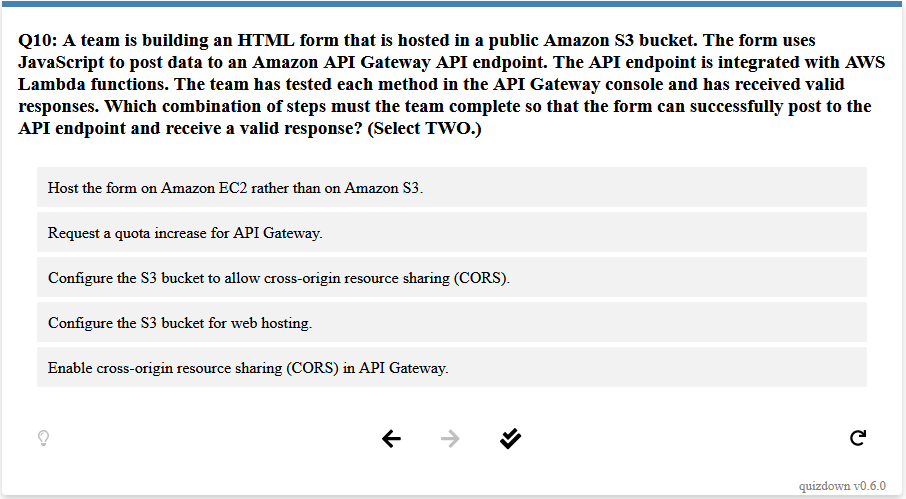 Q10: A team is building an HTML form that is hosted in a public Amazon S3 bucket. The form uses
JavaScript to post data to an Amazon API Gateway API endpoint. The API endpoint is integrated with AWS
Lambda functions. The team has tested each method in the API Gateway console and has received valid
responses. Which combination of steps must the team complete so that the form can successfully post to the
API endpoint and receive a valid response? (Select TWO.)
Host the form on Amazon EC2 rather than on Amazon S3.
Request a quota increase for API Gateway.
Configure the S3 bucket to allow cross-origin resource sharing (CORS).
Configure the S3 bucket for web hosting.
Enable cross-origin resource sharing (CORS) in API Gateway.
quizdown v0.6.0